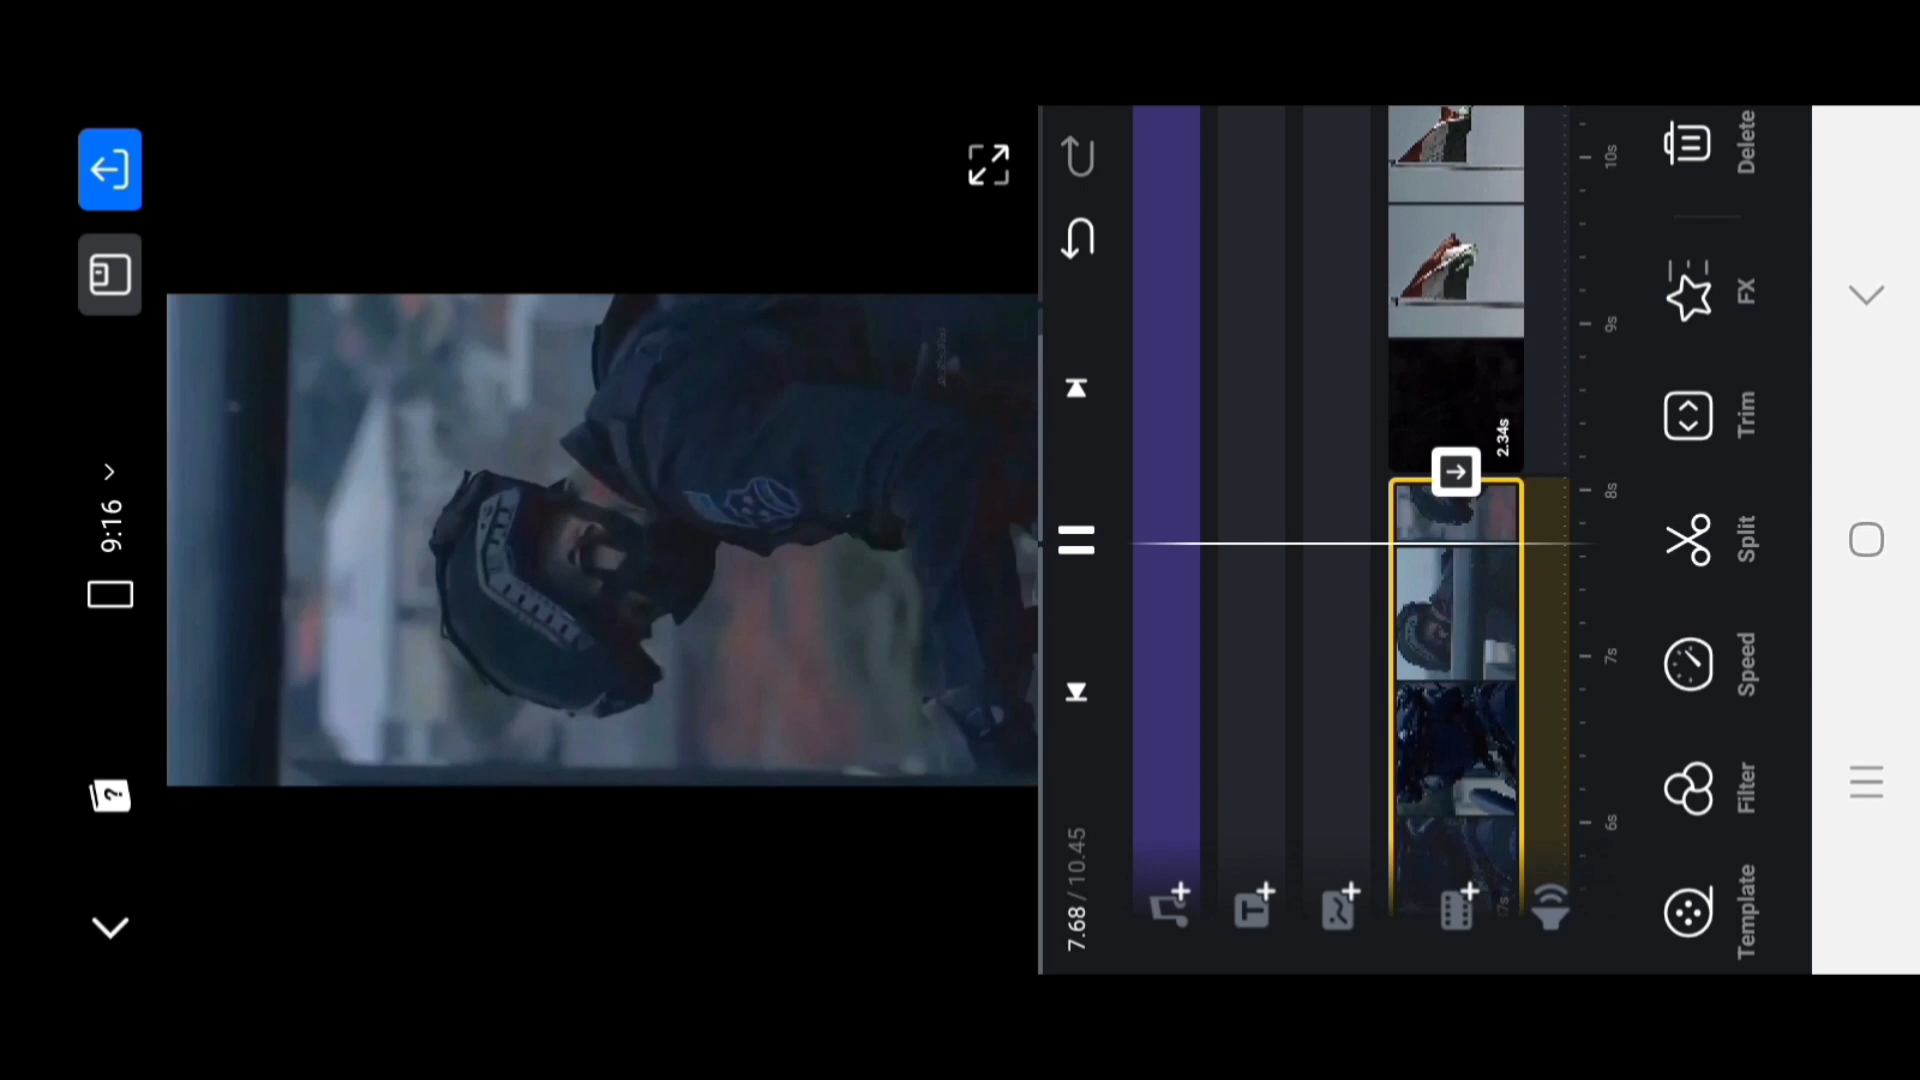 9:16
7.68 / 10.45
2.34s
6s
7s
8s
9s
10s
Template
Filter
Speed
Split
Trim
FX
Delete